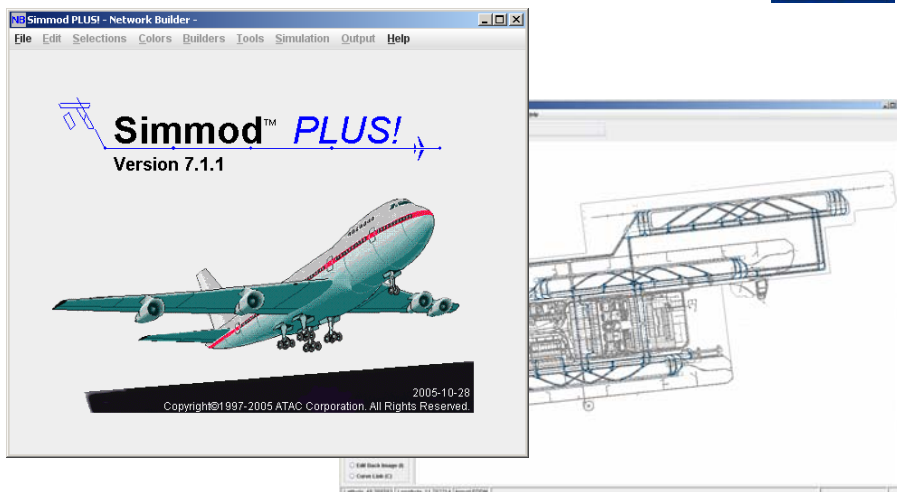 NB Simmod PLUS! - Network Builder -
File Edit Selections Colors Builders Tools Simulation Output Help
Simmod™ PLUS!
Version 7.1.1
2005-10-28
Copyright©1997-2005 ATAC Corporation. All Rights Reserved.
Edit Back Image (I)
Curve Link (C)